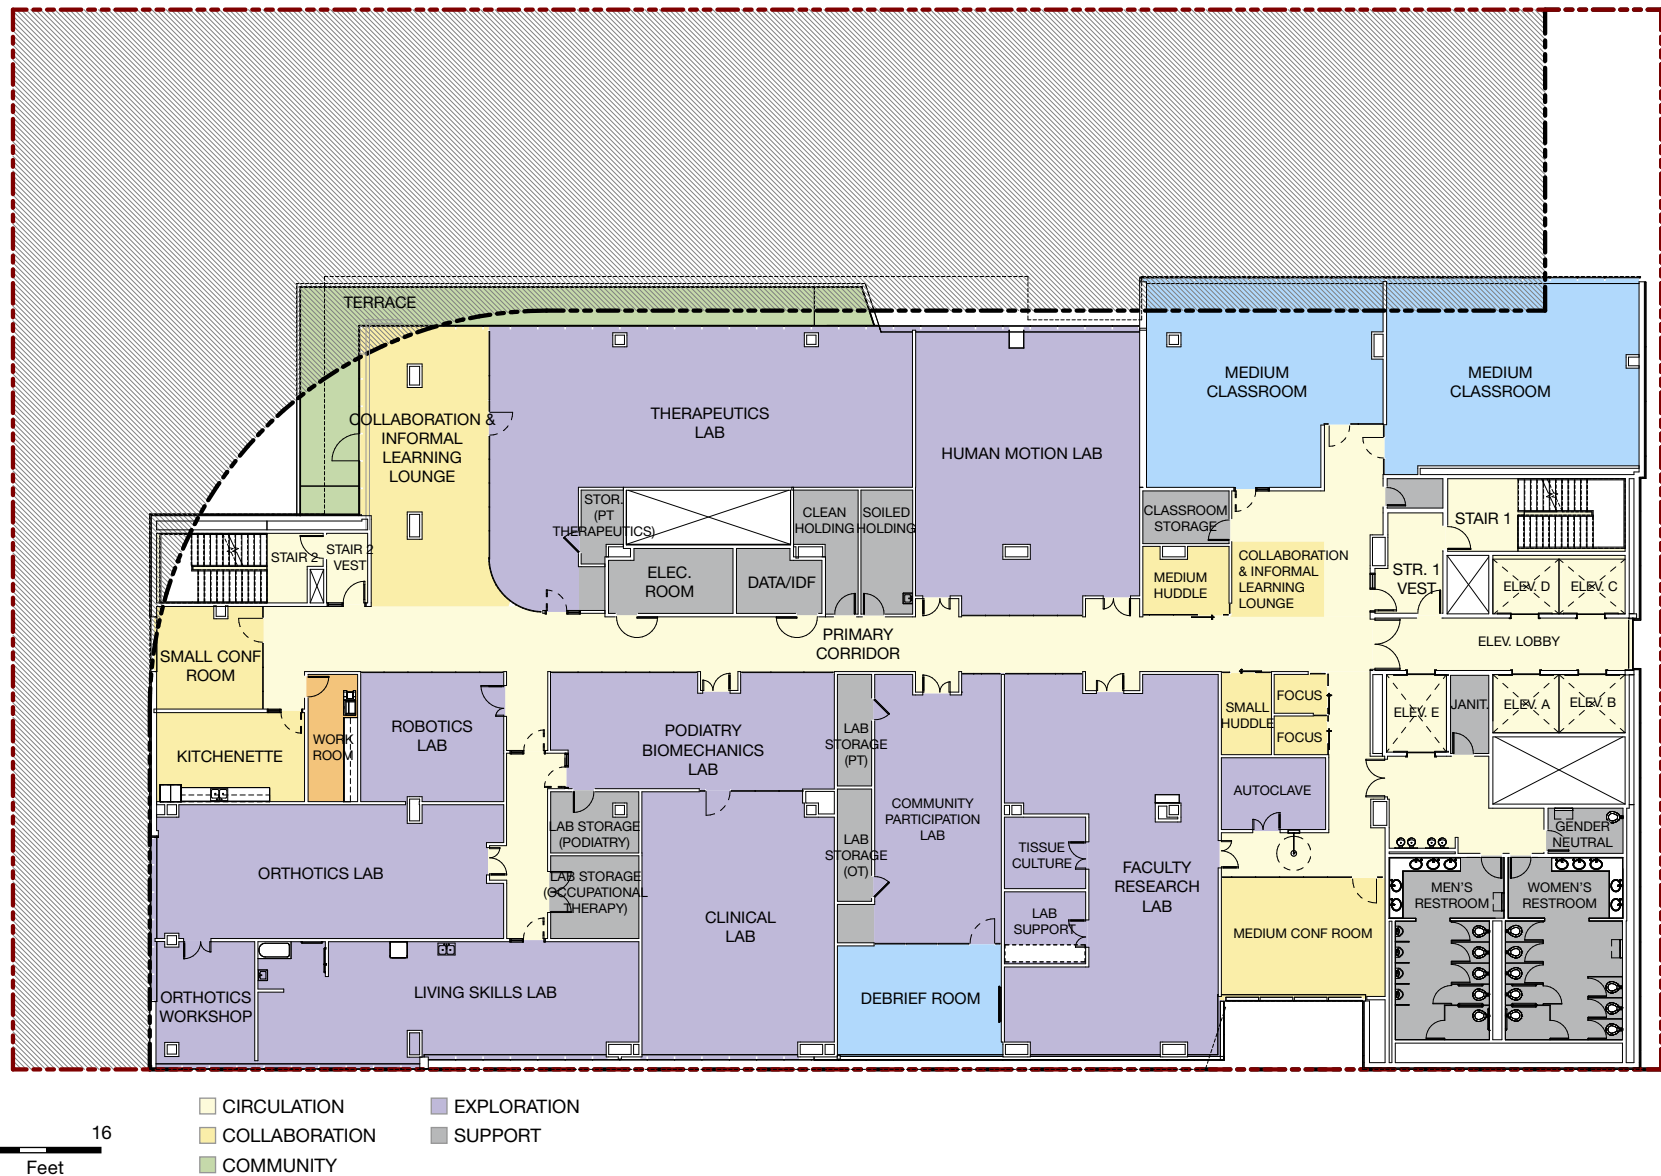 TERRACE
COLLABORATION &
INFORMAL
LEARNING
LOUNGE
THERAPEUTICS
LAB
HUMAN MOTION LAB
MEDIUM
CLASSROOM
MEDIUM
CLASSROOM
STOR.
(PT
THERAPEUTICS)
CLEAN
HOLDING
SOILED
HOLDING
CLASSROOM
STORAGE
STAIR 1
STAIR 2
STAIR 2
VEST
ELEC.
ROOM
DATA/IDF
MEDIUM
HUDDLE
COLLABORATION
& INFORMAL
LEARNING
LOUNGE
STR. 1
VEST
ELEV. D
ELEV. C
PRIMARY
CORRIDOR
ELEV. LOBBY
SMALL CONF
ROOM
KITCHENETTE
WORK
ROOM
ROBOTICS
LAB
PODIATRY
BIOMECHANICS
LAB
LAB
STORAGE
(PT)
SMALL
HUDDLE
FOCUS
FOCUS
ELEV. E
JANIT.
ELEV. A
ELEV. B
COMMUNITY
PARTICIPATION
LAB
AUTOCLAVE
LAB STORAGE
(PODIATRY)
LAB
STORAGE
(OT)
TISSUE
CULTURE
GENDER
NEUTRAL
ORTHOTICS LAB
LAB STORAGE
(OCCUPATIONAL
THERAPY)
CLINICAL
LAB
FACULTY
RESEARCH
LAB
LAB
SUPPORT
MEN'S
RESTROOM
WOMEN'S
RESTROOM
MEDIUM CONF ROOM
ORTHOTICS
WORKSHOP
LIVING SKILLS LAB
DEBRIEF ROOM
16
Feet
CIRCULATION
COLLABORATION
COMMUNITY
EXPLORATION
SUPPORT